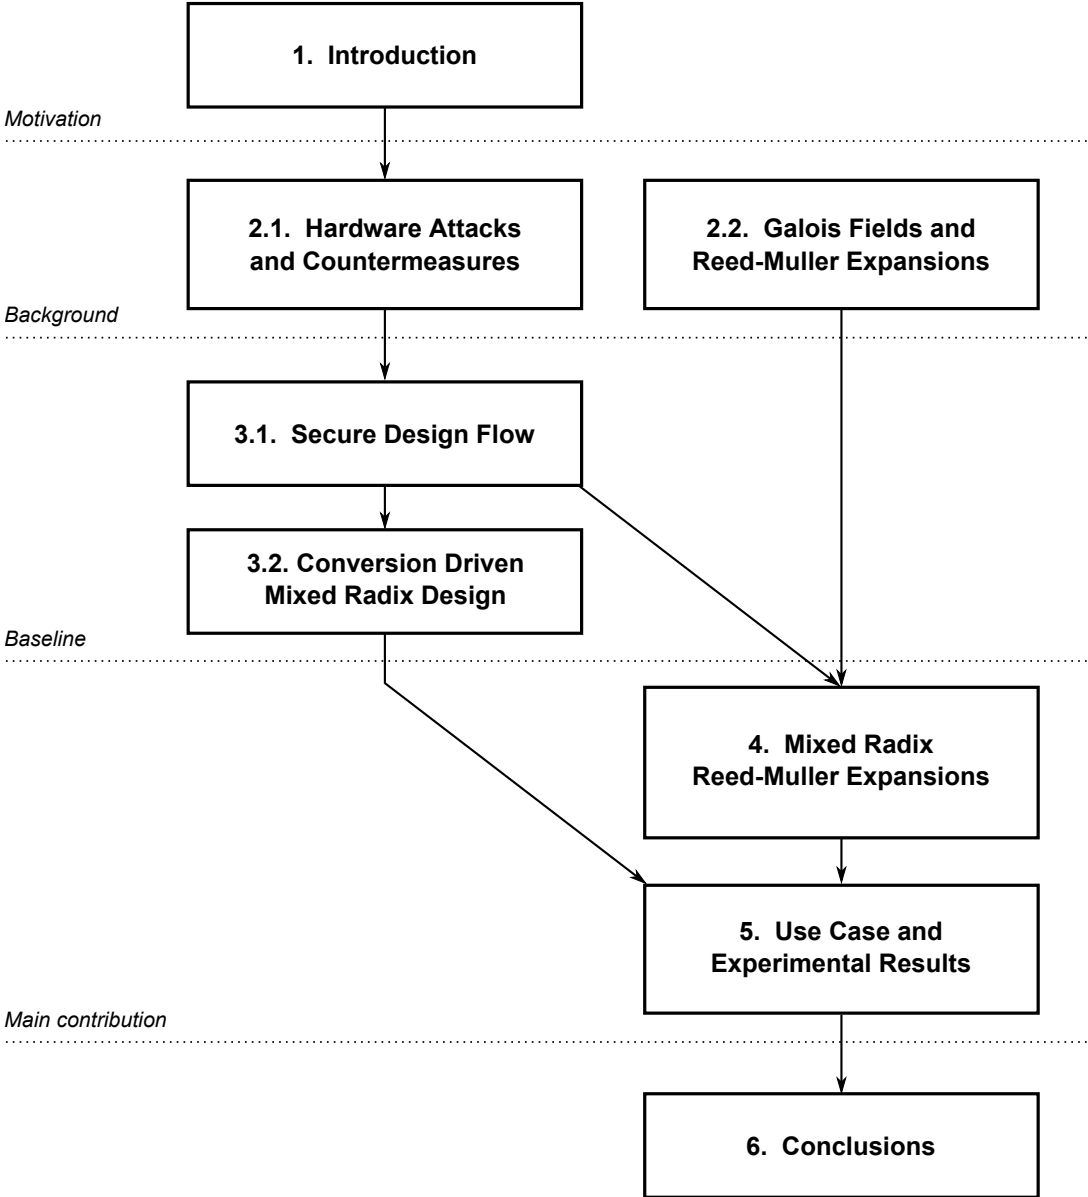 1. Introduction
Motivation
2.1. Hardware Attacks
and Countermeasures
2.2. Galois Fields and
Reed-Muller Expansions
Background
3.1. Secure Design Flow
3.2. Conversion Driven
Mixed Radix Design
Baseline
4. Mixed Radix
Reed-Muller Expansions
5. Use Case and
Experimental Results
Main contribution
6. Conclusions